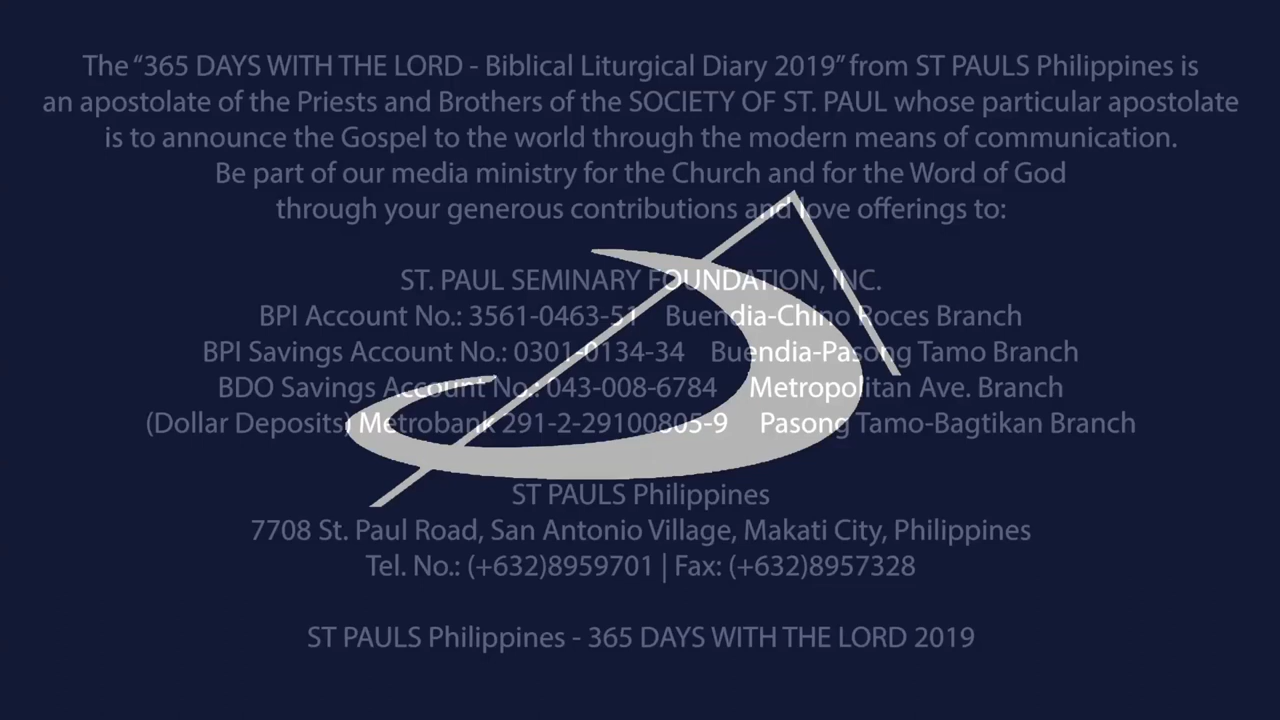 The “365 DAYS WITH THE LORD - Biblical Liturgical Diary 2019” from ST PAULS Philippines is
an apostolate of the Priests and Brothers of the SOCIETY OF ST. PAUL whose particular apostolate
is to announce the Gospel to the world through the modern means of communication.
Be part of our media ministry for the Church and for the Word of God
through your generous contributions and love offerings to:
ST. PAUL SEMINARY FOUNDATION, INC.
BPI Account No.: 3561-0463-51 Buendia-Chino Roces Branch
BPI Savings Account No.: 0301-0134-34 Buendia-Pasong Tamo Branch
BDO Savings Account No.: 043-008-6784 Metropolitan Ave. Branch
(Dollar Deposits) Metrobank 291-2-29100805-9 Pasong Tamo-Bagtikan Branch
ST PAULS Philippines
7708 St. Paul Road, San Antonio Village, Makati City, Philippines
Tel. No.: (+632)8959701 | Fax: (+632)8957328
ST PAULS Philippines - 365 DAYS WITH THE LORD 2019